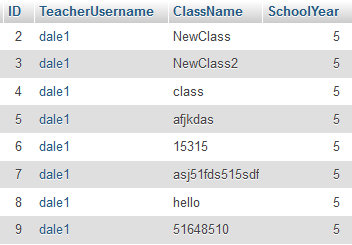 ID TeacherUsername ClassName SchoolYear
2 dale1 NewClass 5
3 dale1 NewClass2 5
4 dale1 class 5
5 dale1 afjkdas 5
6 dale1 15315 5
7 dale1 asj51fds515sdf 5
8 dale1 hello 5
9 dale1 51648510 5